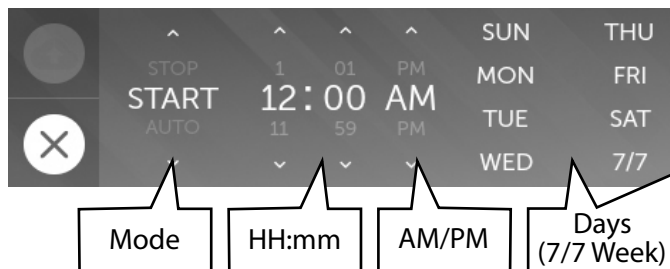 SUN THU
STOP 1 01 PM MON FRI
START 12:00 AM
AUTO 11 59 PM TUE SAT
WED 7/7
Mode HH:mm AM/PM Days
(7/7 Week)